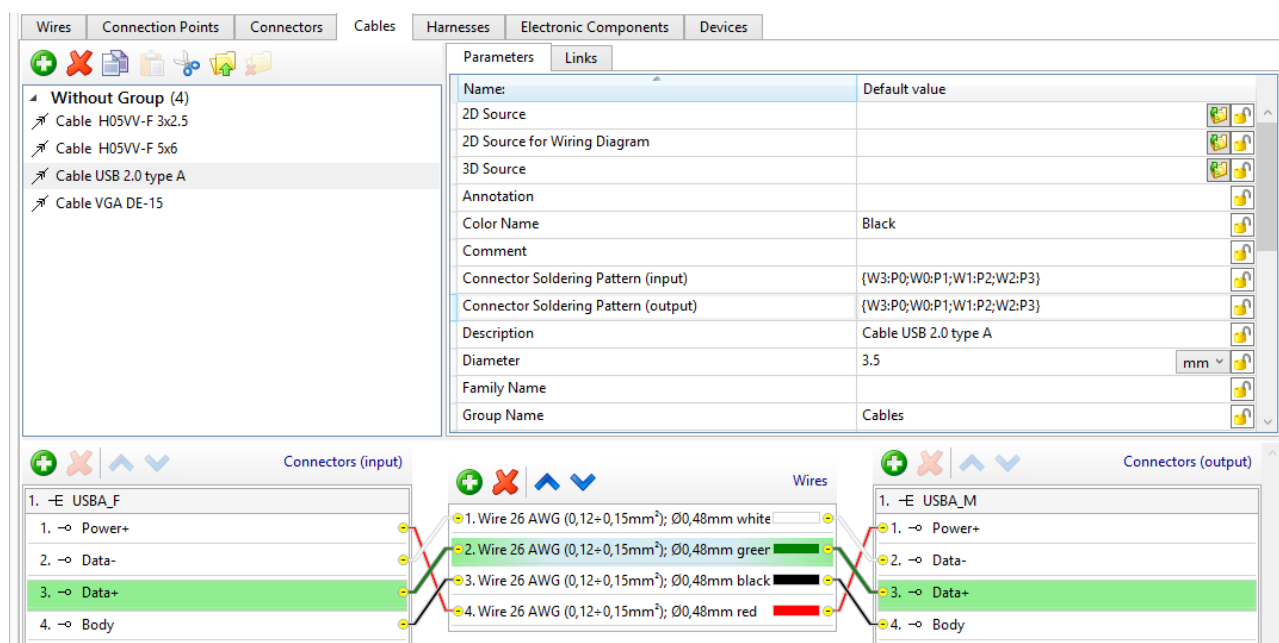 Wires Connection Points Connectors Cables Harnesses Electronic Components Devices
Parameters Links
Without Group (4)
Cable H05VV-F 3x2.5
Cable H05VV-F 5x6
Cable USB 2.0 type A
Cable VGA DE-15
Name: Default value
2D Source
2D Source for Wiring Diagram
3D Source
Annotation
Color Name Black
Comment
Connector Soldering Pattern (input) {W3:P0;W0:P1;W1:P2;W2:P3}
Connector Soldering Pattern (output) {W3:P0;W0:P1;W1:P2;W2:P3}
Description Cable USB 2.0 type A
Diameter 3.5 mm
Family Name
Group Name Cables
Connectors (input)
1. USBA_F
1. Power+
2. Data-
3. Data+
4. Body
Wires
1. Wire 26 AWG (0,12÷0,15mm²); Ø0,48mm white
2. Wire 26 AWG (0,12÷0,15mm²); Ø0,48mm green
3. Wire 26 AWG (0,12÷0,15mm²); Ø0,48mm black
4. Wire 26 AWG (0,12÷0,15mm²); Ø0,48mm red
Connectors (output)
1. USBA_M
1. Power+
2. Data-
3. Data+
4. Body